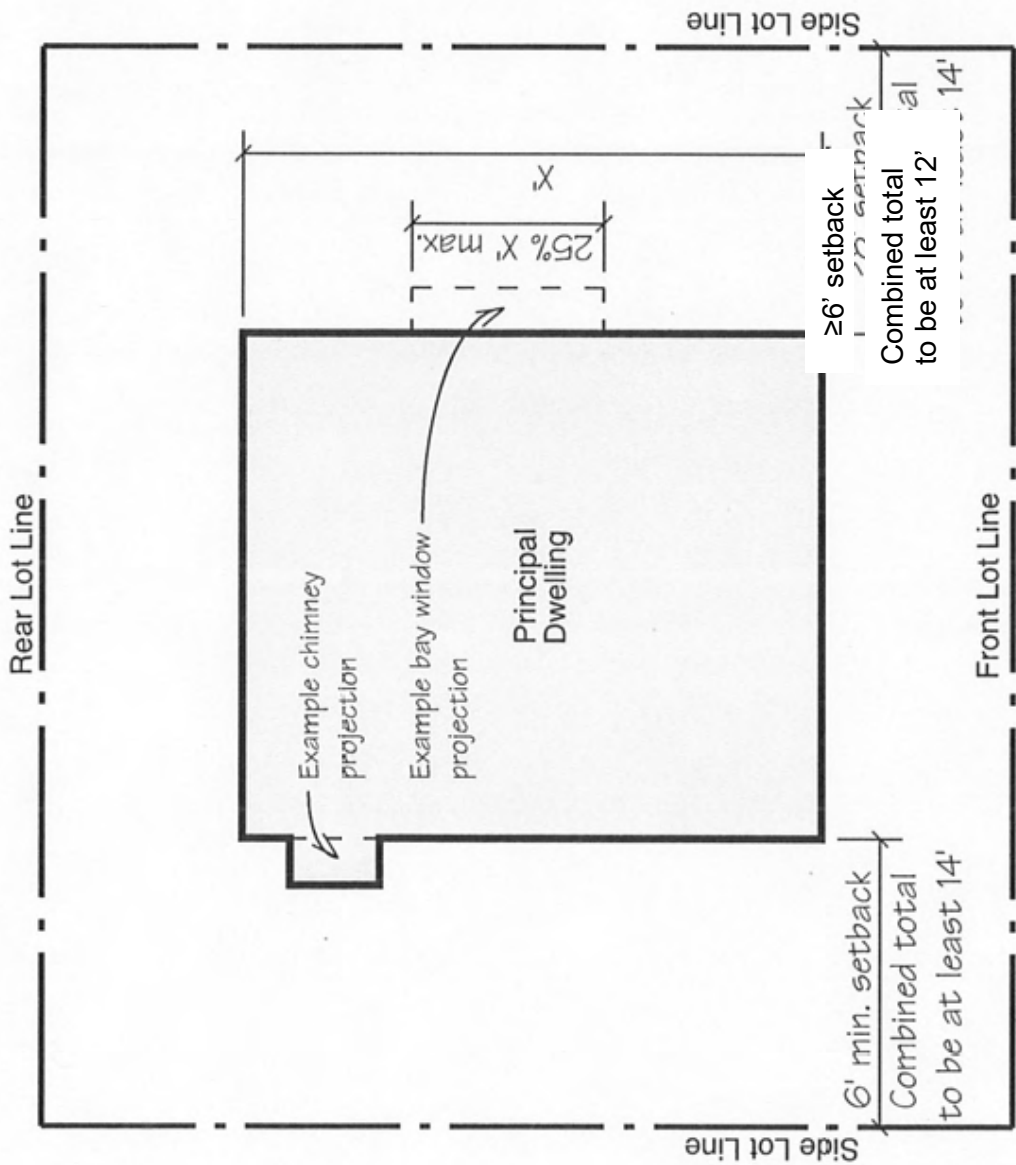 Rear Lot Line
Side Lot Line
Side Lot Line
Example chimney
projection
Example bay window
projection
Principal
Dwelling
X'
25% X' max.
6' min. setback
Combined total
to be at least 14'
≥6’ setback
Combined total
to be at least 12’
setback
14'
Front Lot Line